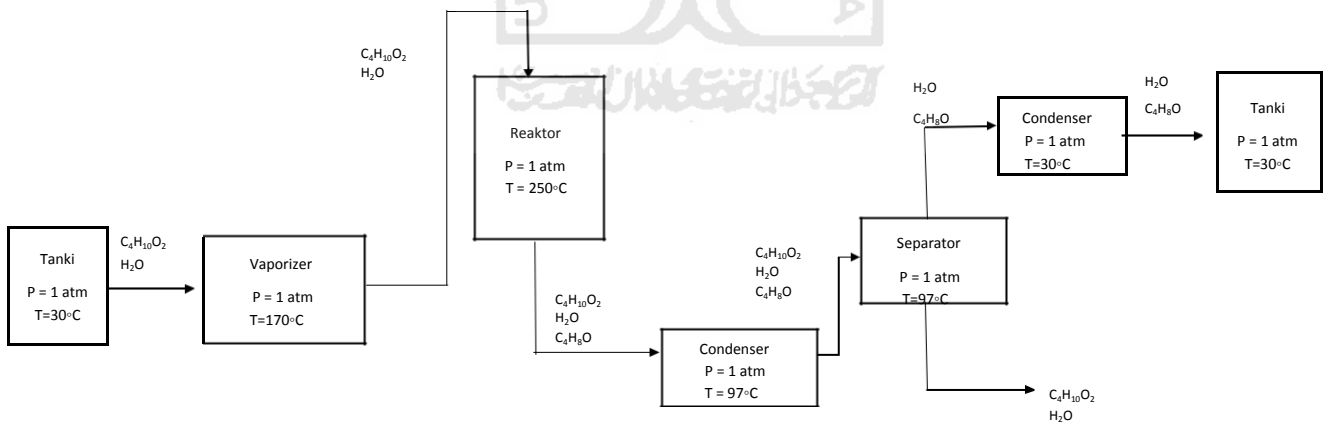 C₄H₁₀O₂
H₂O
Reaktor
P = 1 atm
T = 250◦C
H₂O
C₄H₈O
Condenser
P = 1 atm
T=30◦C
H₂O
C₄H₈O
Tanki
P = 1 atm
T=30◦C
Tanki
P = 1 atm
T=30◦C
C₄H₁₀O₂
H₂O
Vaporizer
P = 1 atm
T=170◦C
C₄H₁₀O₂
H₂O
C₄H₈O
Condenser
P = 1 atm
T = 97◦C
C₄H₁₀O₂
H₂O
C₄H₈O
Separator
P = 1 atm
T=97◦C
C₄H₁₀O₂
H₂O